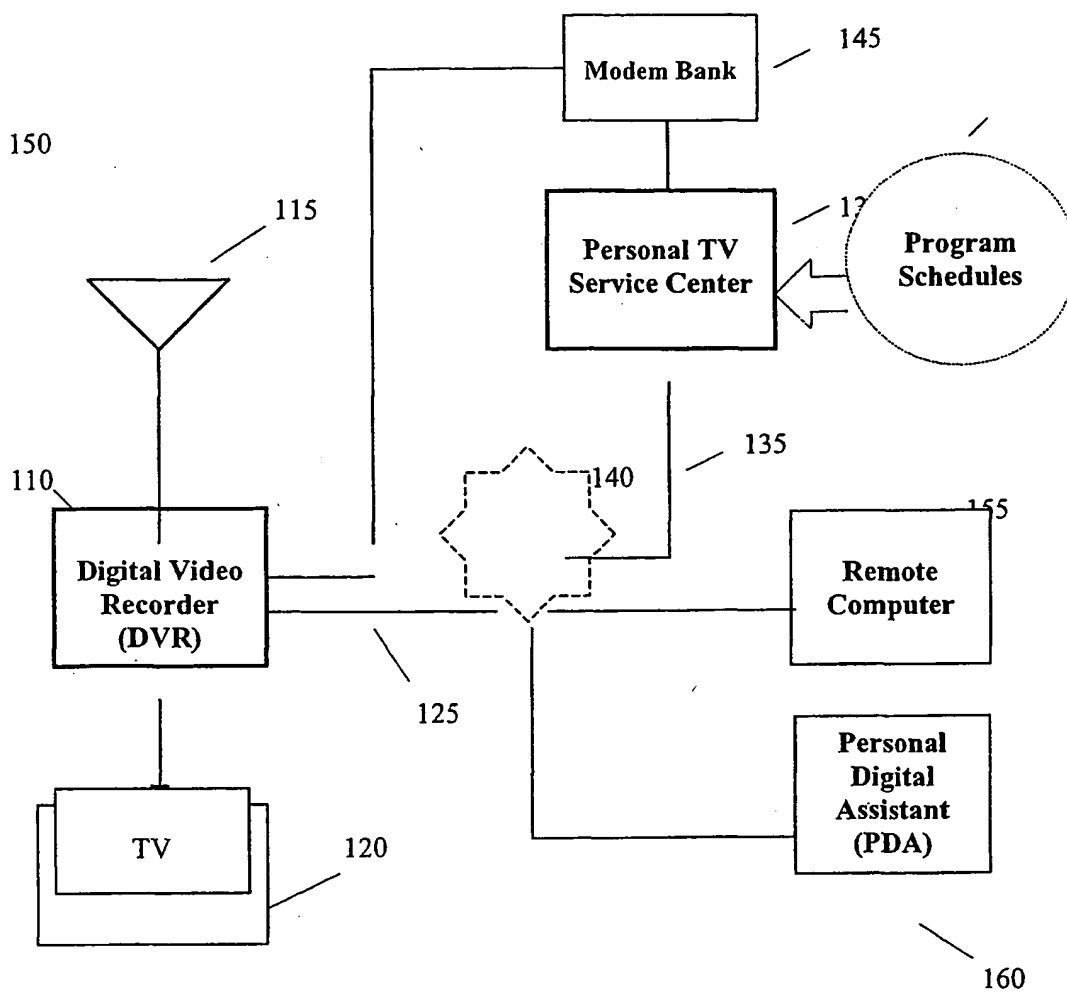 145
Modem Bank
150
115
Personal TV
Service Center
Program
Schedules
135
140
110
Digital Video
Recorder
(DVR)
155
Remote
Computer
125
Personal
Digital
Assistant
(PDA)
TV
120
160